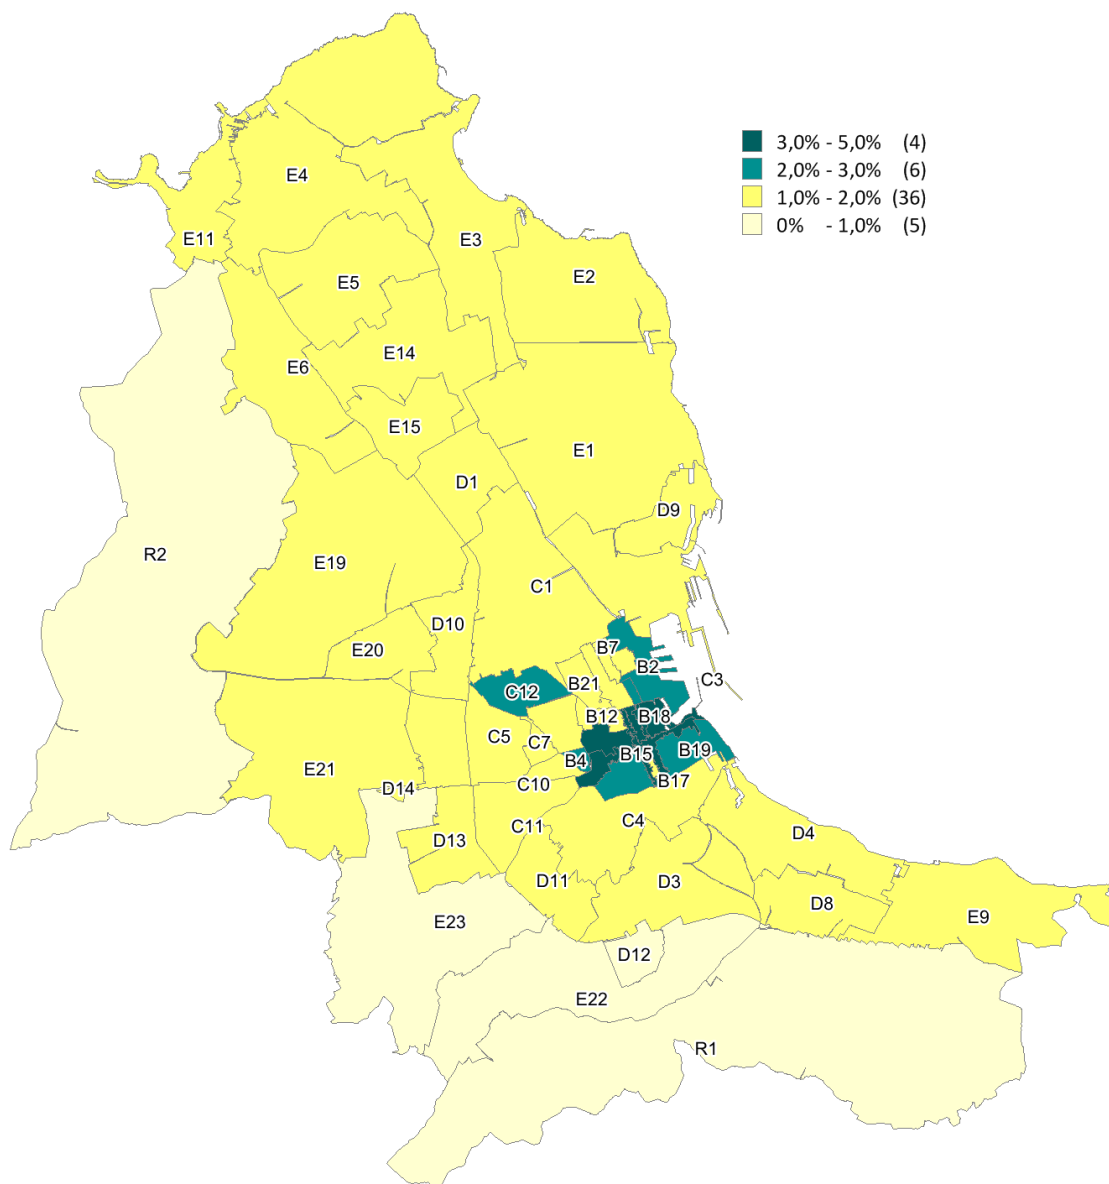 3,0% - 5,0% (4)
2,0% - 3,0% (6)
1,0% - 2,0% (36)
0% - 1,0% (5)
E4
E11
E3
E2
E5
E14
E6
E15
E1
D1
D9
R2
E19
C1
D10
E20
B7
B2
C3
B21
C12
B12
B18
C5
C7
B15
B19
B4
C10
B17
E21
D14
C11
C4
D4
D13
D11
D3
D8
E9
E23
D12
E22
R1